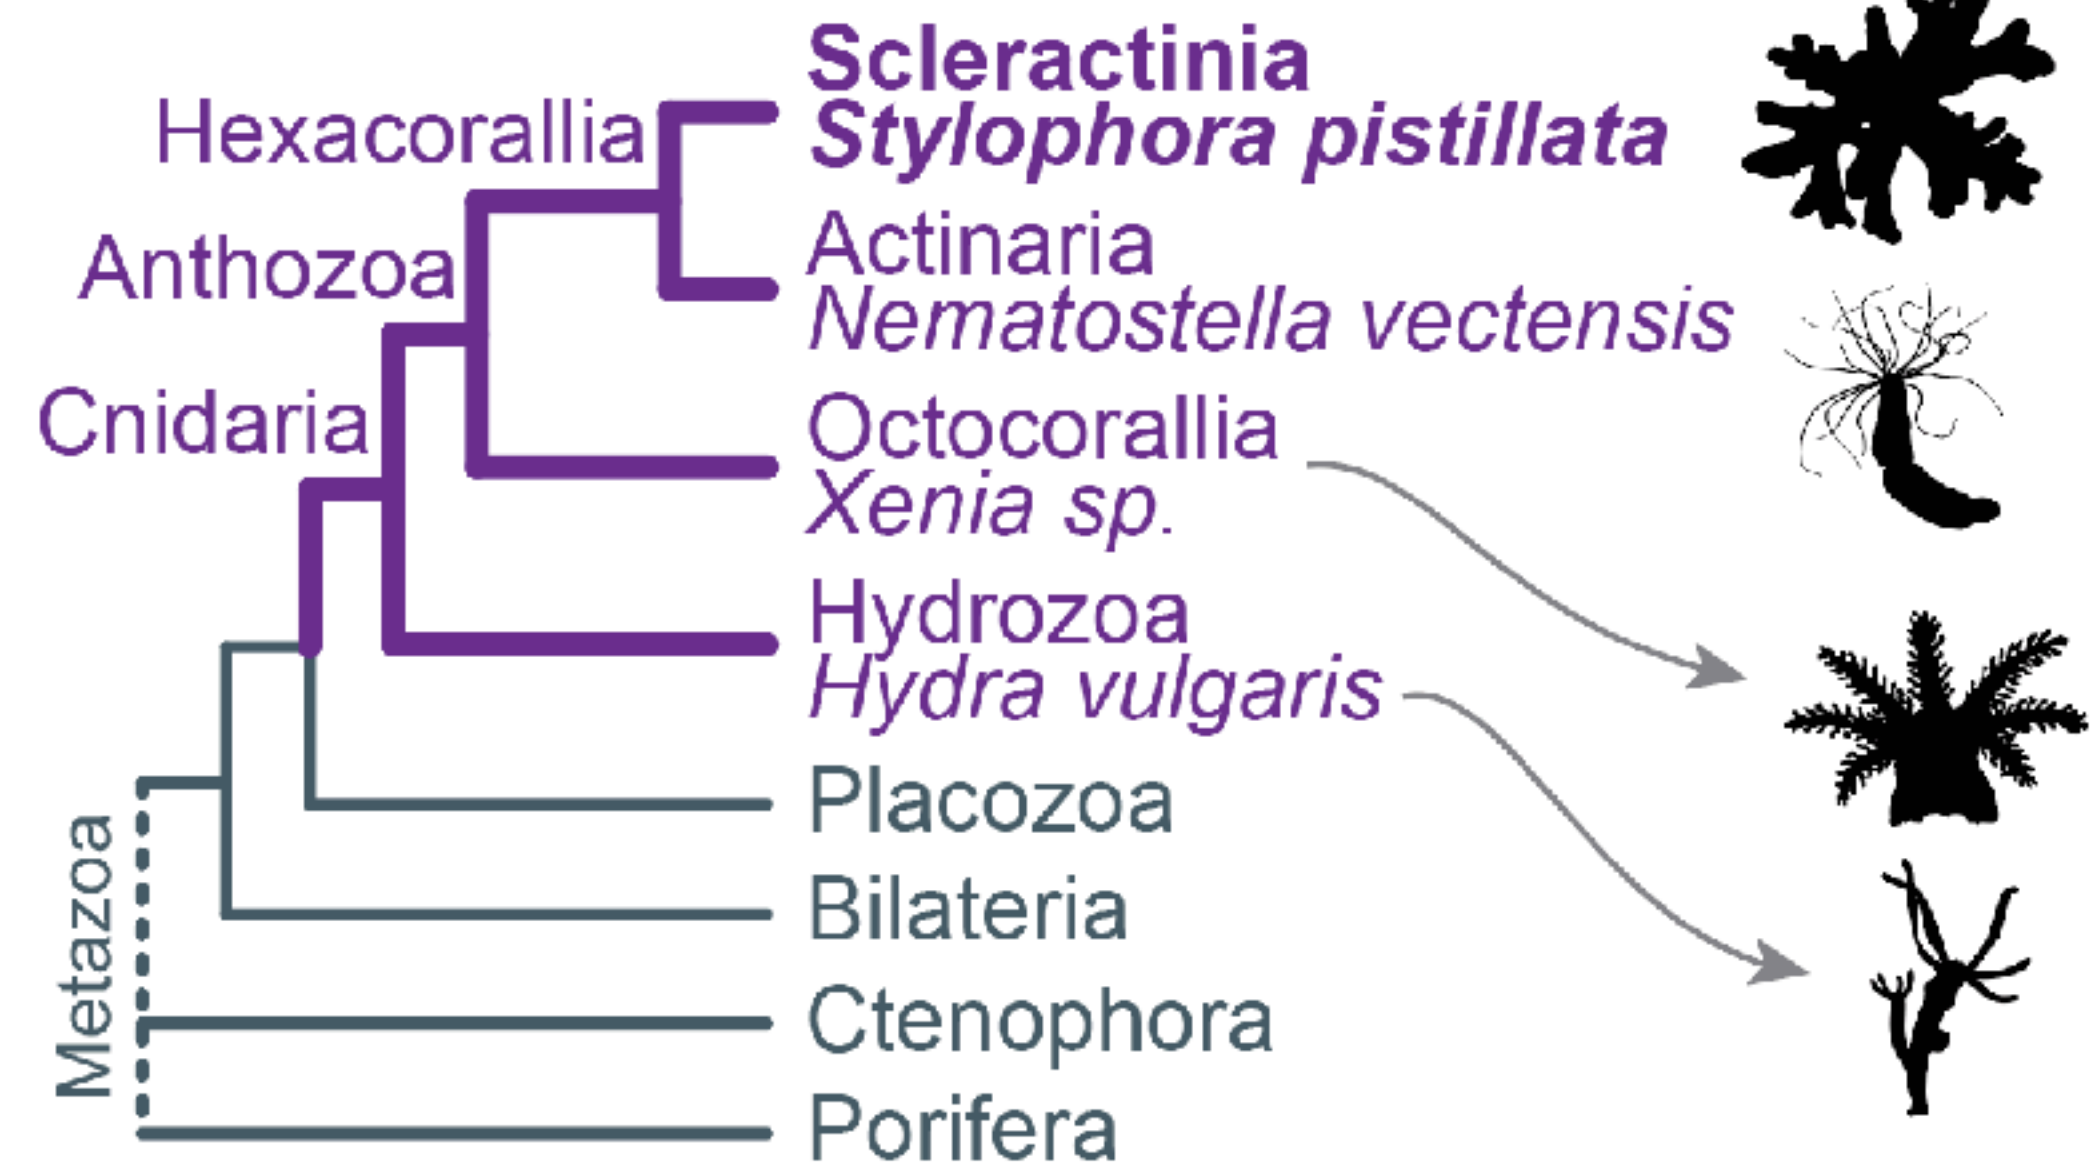 Scleractinia
Hexacorallia
Stylophora pistillata
Actinaria
Anthozoa
Nematostella vectensis
Cnidaria
Octocorallia
Xenia sp.
Hydrozoa
Hydra vulgaris
Placozoa
Metazoa
Bilateria
Ctenophora
Porifera